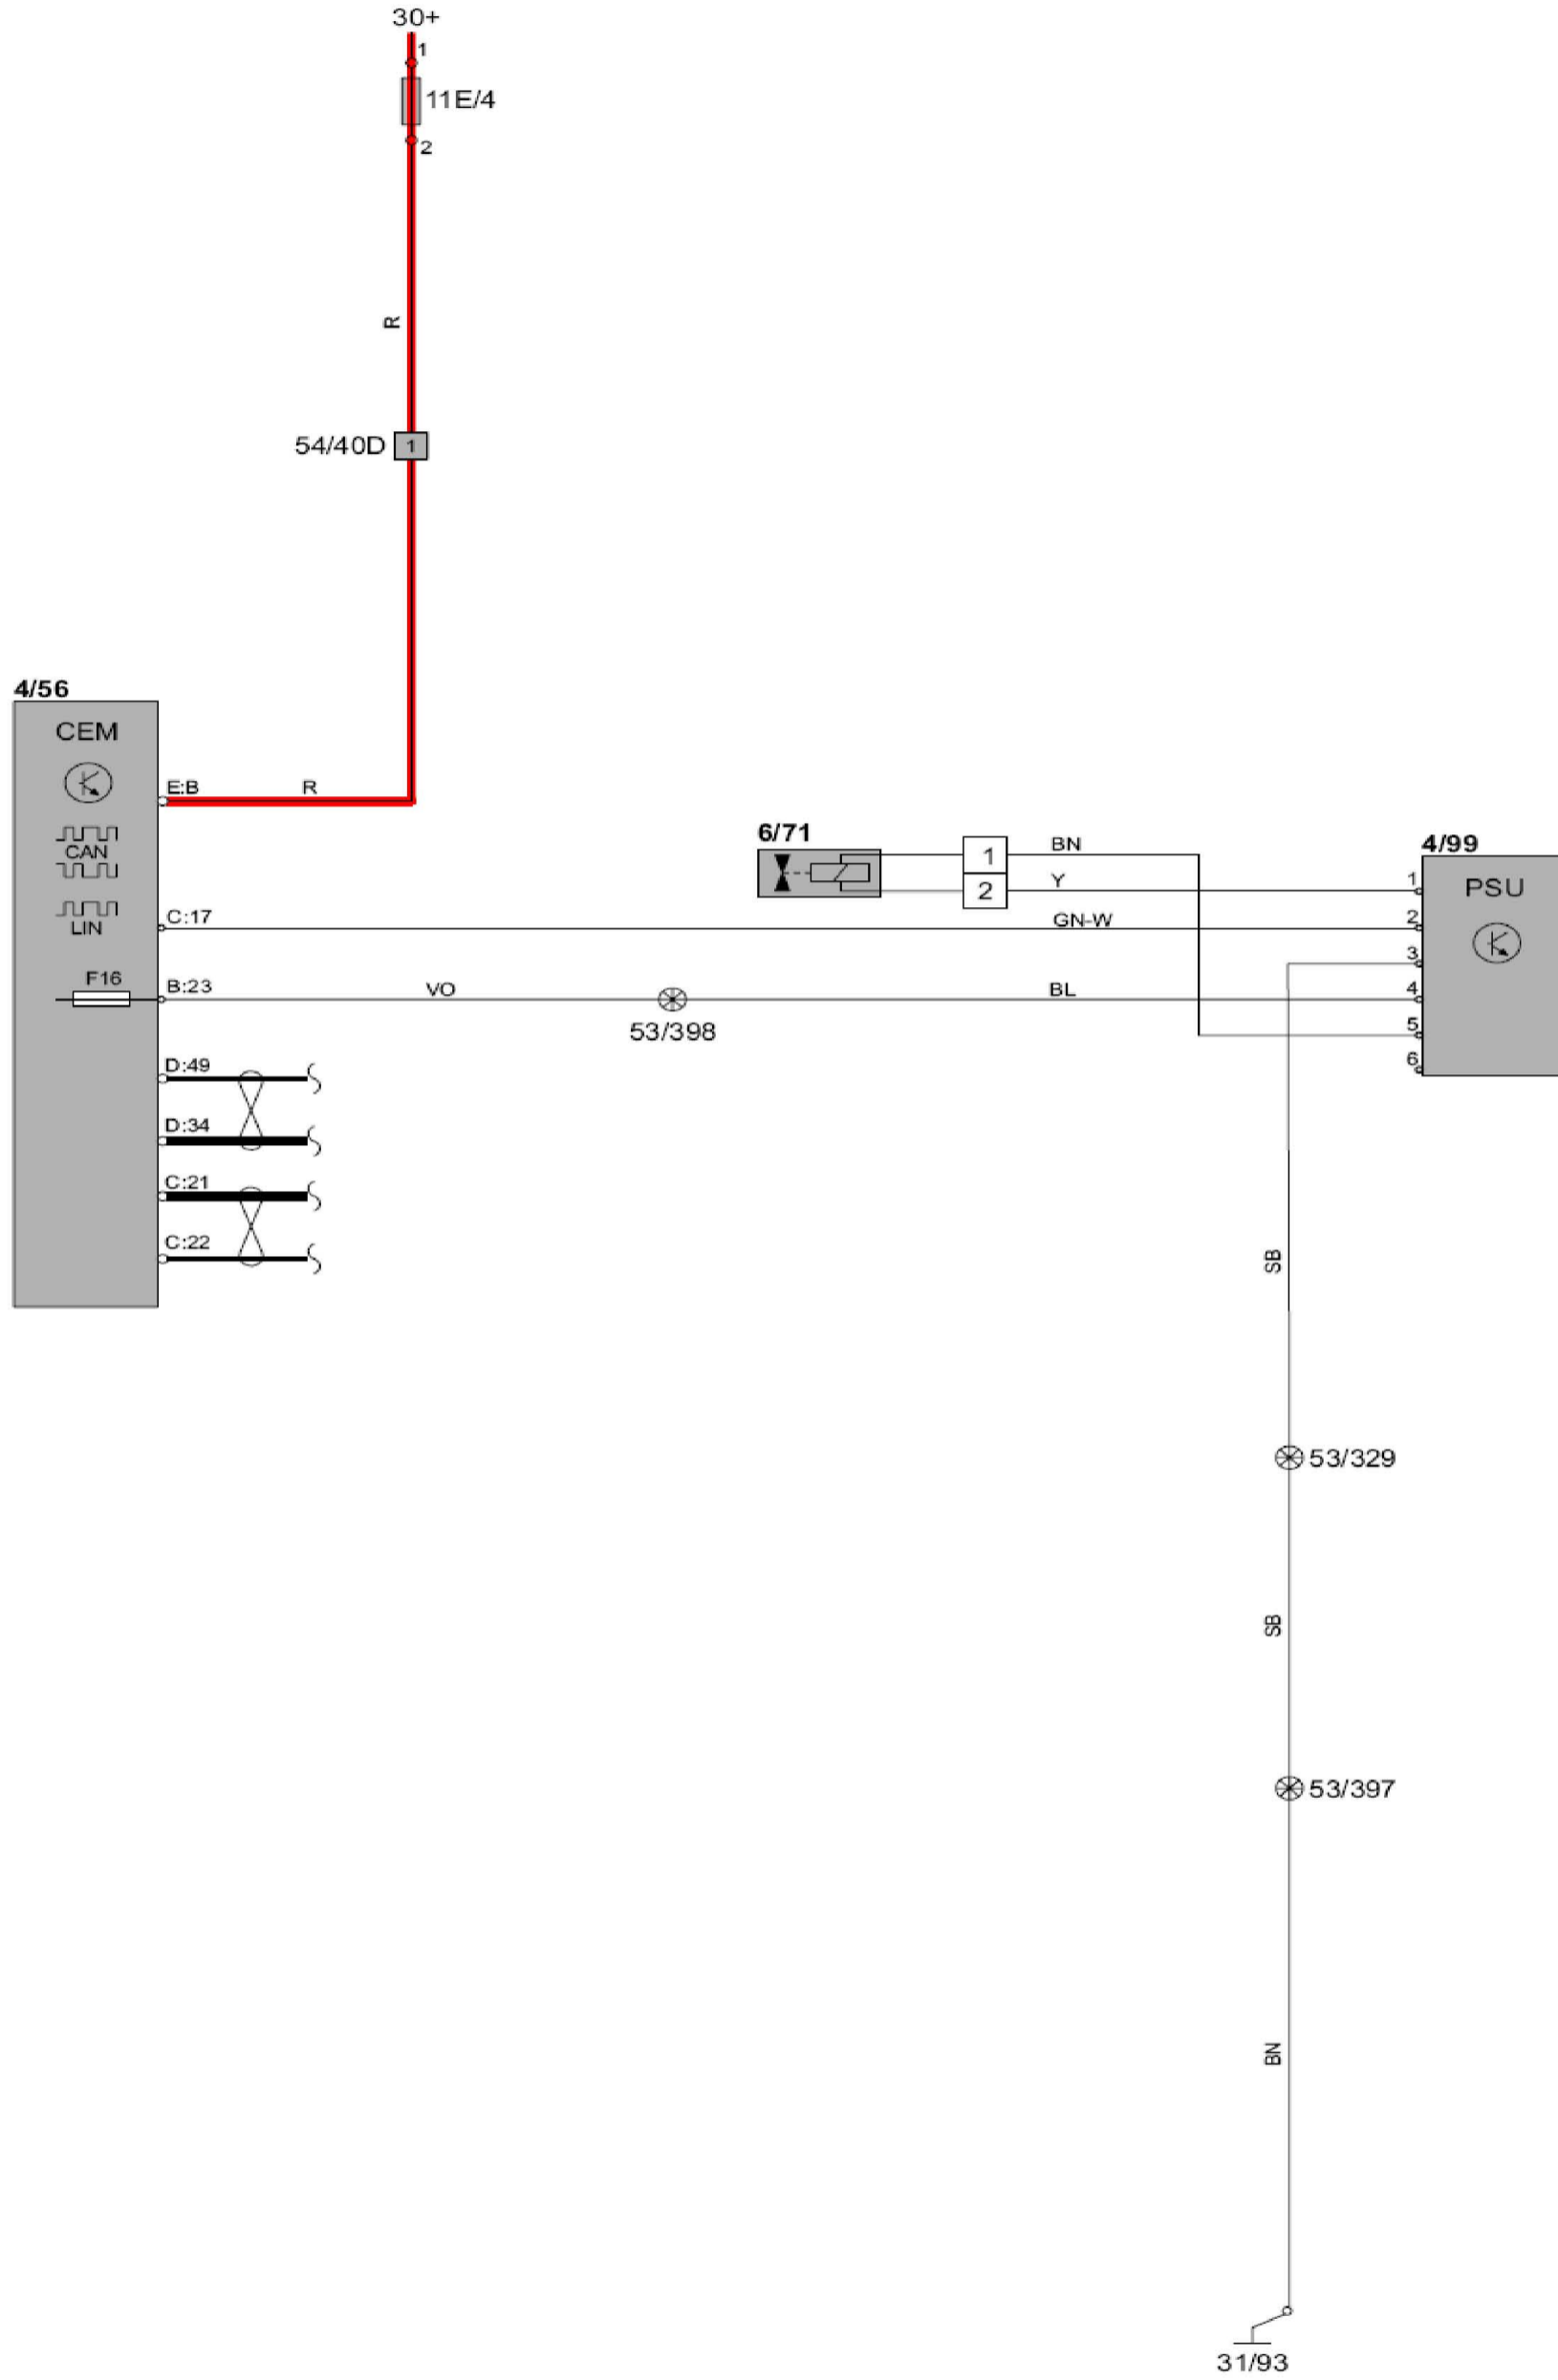 30+
1
11E/4
2
R
54/40D 1
4/56
CEM
E:B R
CAN
LIN
6/71
1 BN
2 Y
4/99
PSU
1
2
3
4
5
6
C:17 GN-W
F16
B:23 VO BL
53/398
D:49
D:34
C:21
C:22
SB
53/329
SB
53/397
BN
31/93